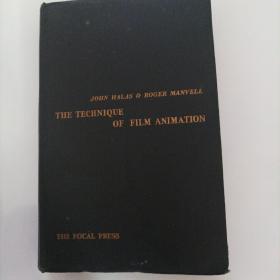 JOHN HALAS & ROGER MANVELL
THE TECHNIQUE
OF FILM ANIMATION
THE FOCAL PRESS